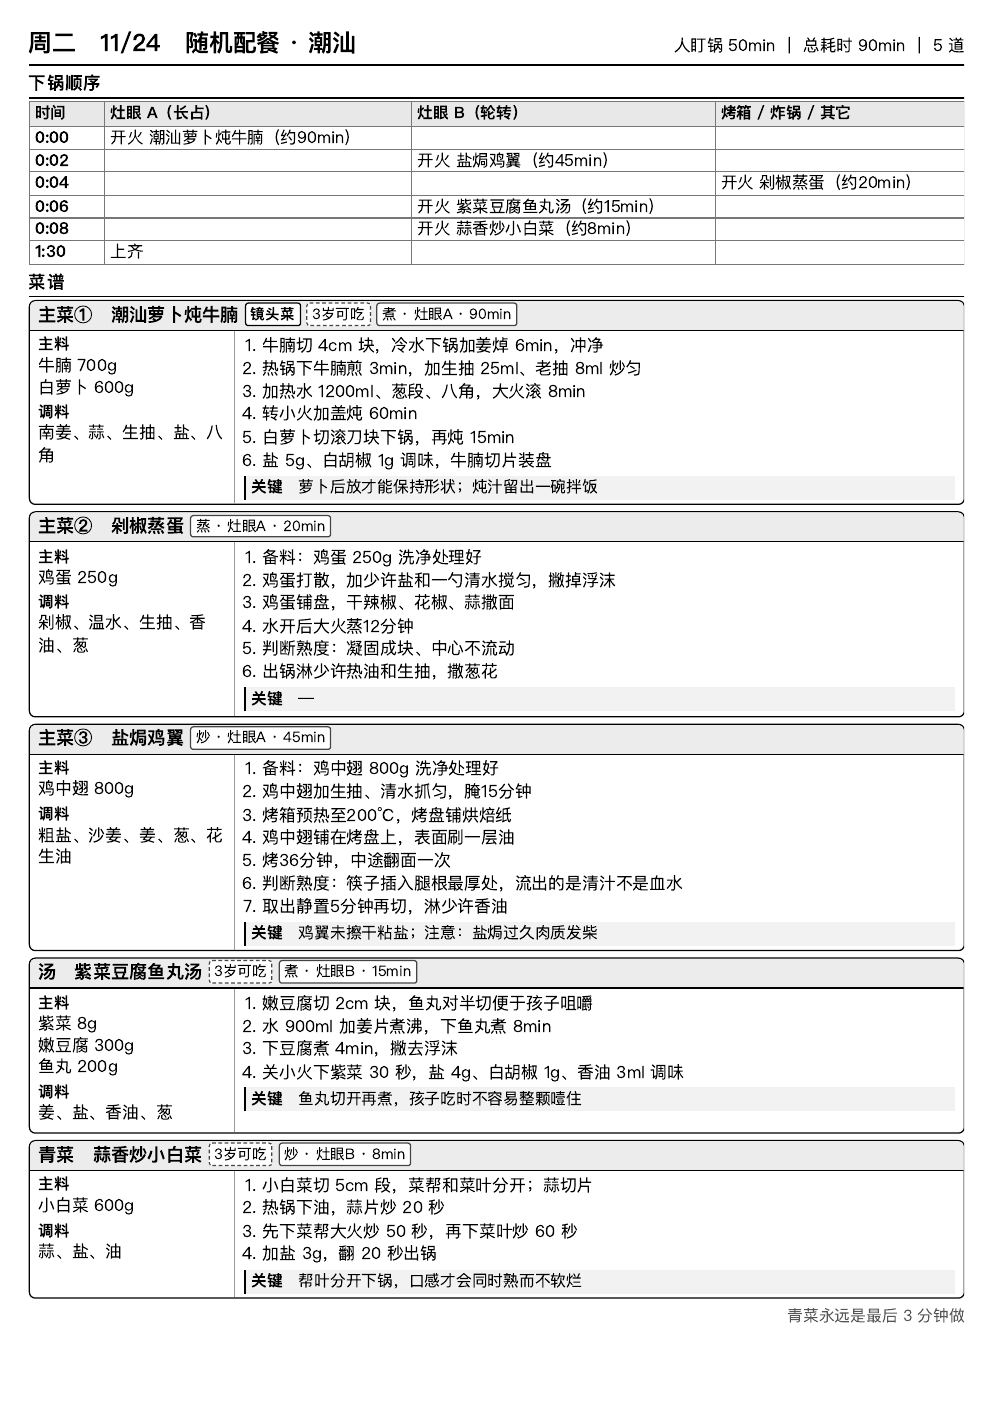 周二 11/24 随机配餐 · 潮汕
人盯锅 50min | 总耗时 90min | 5 道
下锅顺序
时间 灶眼 A（长占） 灶眼 B（轮转） 烤箱 / 炸锅 / 其它
0:00 开火 潮汕萝卜炖牛腩（约90min）
0:02 开火 盐焗鸡翼（约45min）
0:04 开火 剁椒蒸蛋（约20min）
0:06 开火 紫菜豆腐鱼丸汤（约15min）
0:08 开火 蒜香炒小白菜（约8min）
1:30 上齐
菜谱
主菜① 潮汕萝卜炖牛腩 镜头菜 3岁可吃 煮 · 灶眼A · 90min
主料
牛腩 700g
白萝卜 600g
调料
南姜、蒜、生抽、盐、八
角
1. 牛腩切 4cm 块，冷水下锅加姜焯 6min，冲净
2. 热锅下牛腩煎 3min，加生抽 25ml、老抽 8ml 炒匀
3. 加热水 1200ml、葱段、八角，大火滚 8min
4. 转小火加盖炖 60min
5. 白萝卜切滚刀块下锅，再炖 15min
6. 盐 5g、白胡椒 1g 调味，牛腩切片装盘
关键 萝卜后放才能保持形状；炖汁留出一碗拌饭
主菜② 剁椒蒸蛋 蒸 · 灶眼A · 20min
主料
鸡蛋 250g
调料
剁椒、温水、生抽、香
油、葱
1. 备料：鸡蛋 250g 洗净处理好
2. 鸡蛋打散，加少许盐和一勺清水搅匀，撇掉浮沫
3. 鸡蛋铺盘，干辣椒、花椒、蒜撒面
4. 水开后大火蒸12分钟
5. 判断熟度：凝固成块、中心不流动
6. 出锅淋少许热油和生抽，撒葱花
关键 —
主菜③ 盐焗鸡翼 炒 · 灶眼A · 45min
主料
鸡中翅 800g
调料
粗盐、沙姜、姜、葱、花
生油
1. 备料：鸡中翅 800g 洗净处理好
2. 鸡中翅加生抽、清水抓匀，腌15分钟
3. 烤箱预热至200℃，烤盘铺烘焙纸
4. 鸡中翅铺在烤盘上，表面刷一层油
5. 烤36分钟，中途翻面一次
6. 判断熟度：筷子插入腿根最厚处，流出的是清汁不是血水
7. 取出静置5分钟再切，淋少许香油
关键 鸡翼未擦干粘盐；注意：盐焗过久肉质发柴
汤 紫菜豆腐鱼丸汤 3岁可吃 煮 · 灶眼B · 15min
主料
紫菜 8g
嫩豆腐 300g
鱼丸 200g
调料
姜、盐、香油、葱
1. 嫩豆腐切 2cm 块，鱼丸对半切便于孩子咀嚼
2. 水 900ml 加姜片煮沸，下鱼丸煮 8min
3. 下豆腐煮 4min，撇去浮沫
4. 关小火下紫菜 30 秒，盐 4g、白胡椒 1g、香油 3ml 调味
关键 鱼丸切开再煮，孩子吃时不容易整颗噎住
青菜 蒜香炒小白菜 3岁可吃 炒 · 灶眼B · 8min
主料
小白菜 600g
调料
蒜、盐、油
1. 小白菜切 5cm 段，菜帮和菜叶分开；蒜切片
2. 热锅下油，蒜片炒 20 秒
3. 先下菜帮大火炒 50 秒，再下菜叶炒 60 秒
4. 加盐 3g，翻 20 秒出锅
关键 帮叶分开下锅，口感才会同时熟而不软烂
青菜永远是最后 3 分钟做